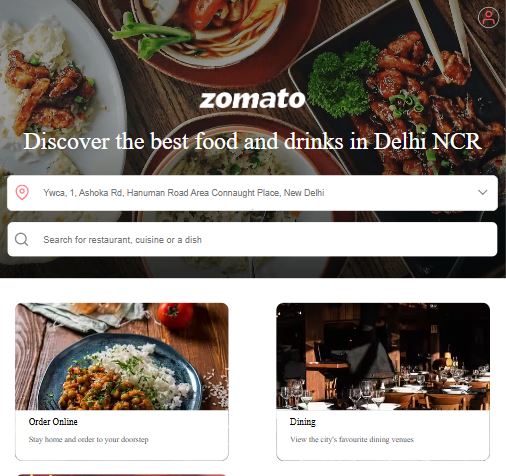 zomato
Discover the best food and drinks in Delhi NCR
Ywca, 1, Ashoka Rd, Hanuman Road Area Connaught Place, New Delhi
Search for restaurant, cuisine or a dish
Order Online
Stay home and order to your doorstep
Dining
View the city's favourite dining venues